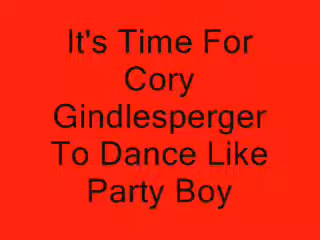 It's Time For
Cory
Gindlesperger
To Dance Like
Party Boy